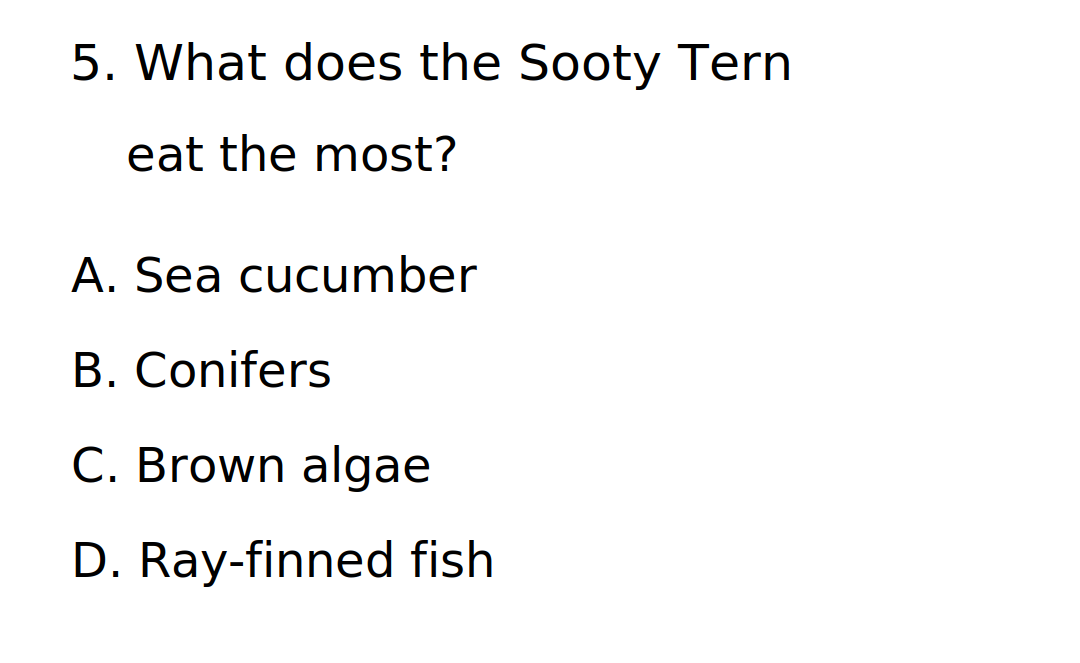 5. What does the Sooty Tern
eat the most?
A. Sea cucumber
B. Conifers
C. Brown algae
D. Ray-finned fish